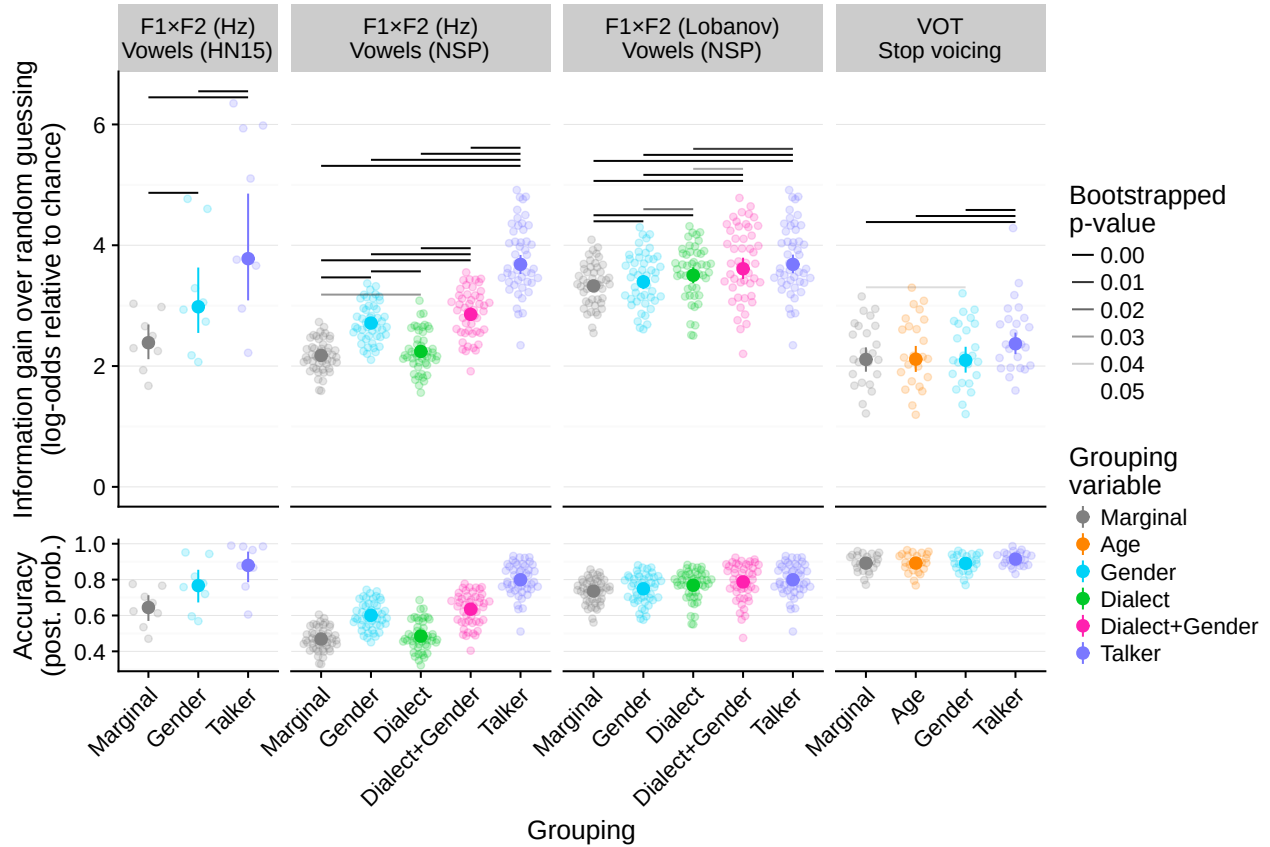 F1×F2 (Hz)
Vowels (HN15)
F1×F2 (Hz)
Vowels (NSP)
F1×F2 (Lobanov)
Vowels (NSP)
VOT
Stop voicing
Information gain over random guessing
(log-odds relative to chance)
6
4
2
0
Accuracy
(post. prob.)
1.0
0.8
0.6
0.4
Marginal
Gender
Talker
Marginal
Gender
Dialect
Dialect+Gender
Talker
Marginal
Gender
Dialect
Dialect+Gender
Talker
Marginal
Age
Gender
Talker
Grouping
Bootstrapped
p-value
0.00
0.01
0.02
0.03
0.04
0.05
Grouping
variable
Marginal
Age
Gender
Dialect
Dialect+Gender
Talker